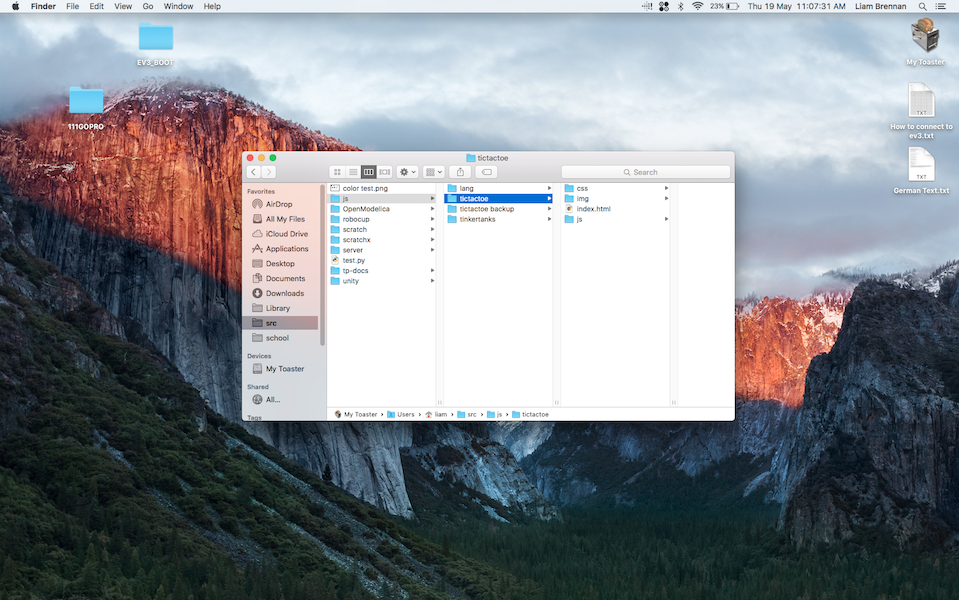 Finder File Edit View Go Window Help 23% Thu 19 May 11:07:31 AM Liam Brennan
EV3_BOOT
111GOPRO
My Toaster
TXT
How to connect to
ev3.txt
TXT
German Text.txt
tictactoe
Search
Favorites
AirDrop
All My Files
iCloud Drive
Applications
Desktop
Documents
Downloads
Library
src
school
Devices
My Toaster
Shared
All...
Tags
color test.png
js
OpenModelica
robocup
scratch
scratchx
server
test.py
tp-docs
unity
lang
tictactoe
tictactoe backup
tinkertanks
css
img
index.html
js
My Toaster › Users › liam › src › js › tictactoe